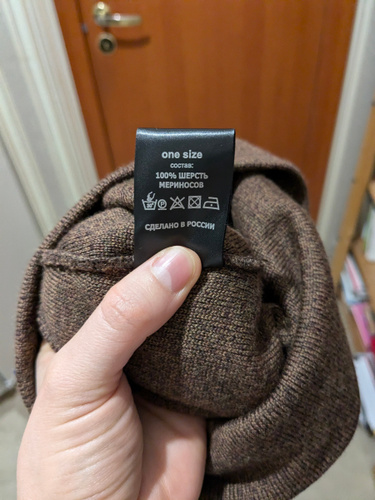 one size
состав:
100% ШЕРСТЬ
МЕРИНОСОВ
СДЕЛАНО В РОССИИ